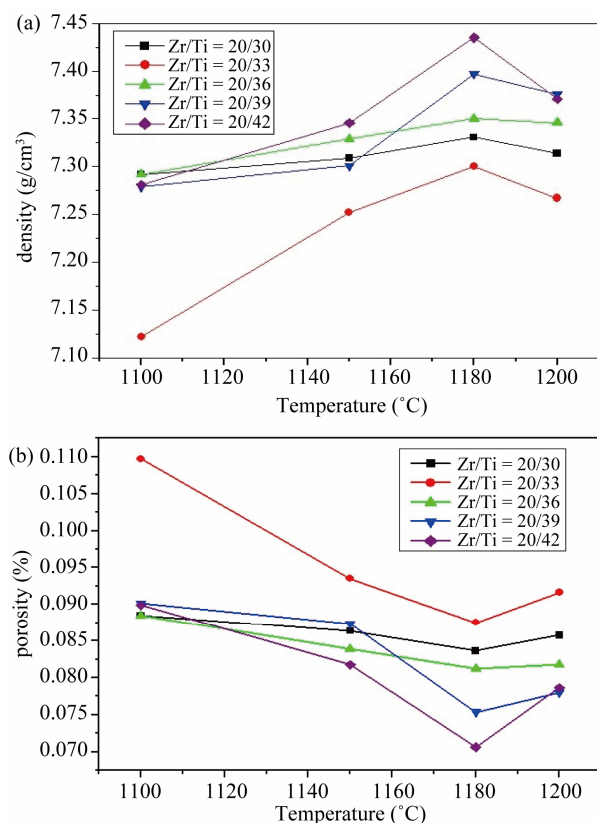 (a)
7.45
7.40
7.35
7.30
7.25
7.20
7.15
7.10
density (g/cm³)
Zr/Ti = 20/30
Zr/Ti = 20/33
Zr/Ti = 20/36
Zr/Ti = 20/39
Zr/Ti = 20/42
1100 1120 1140 1160 1180 1200
Temperature (˚C)
(b)
0.110
0.105
0.100
0.095
0.090
0.085
0.080
0.075
0.070
porosity (%)
Zr/Ti = 20/30
Zr/Ti = 20/33
Zr/Ti = 20/36
Zr/Ti = 20/39
Zr/Ti = 20/42
1100 1120 1140 1160 1180 1200
Temperature (˚C)